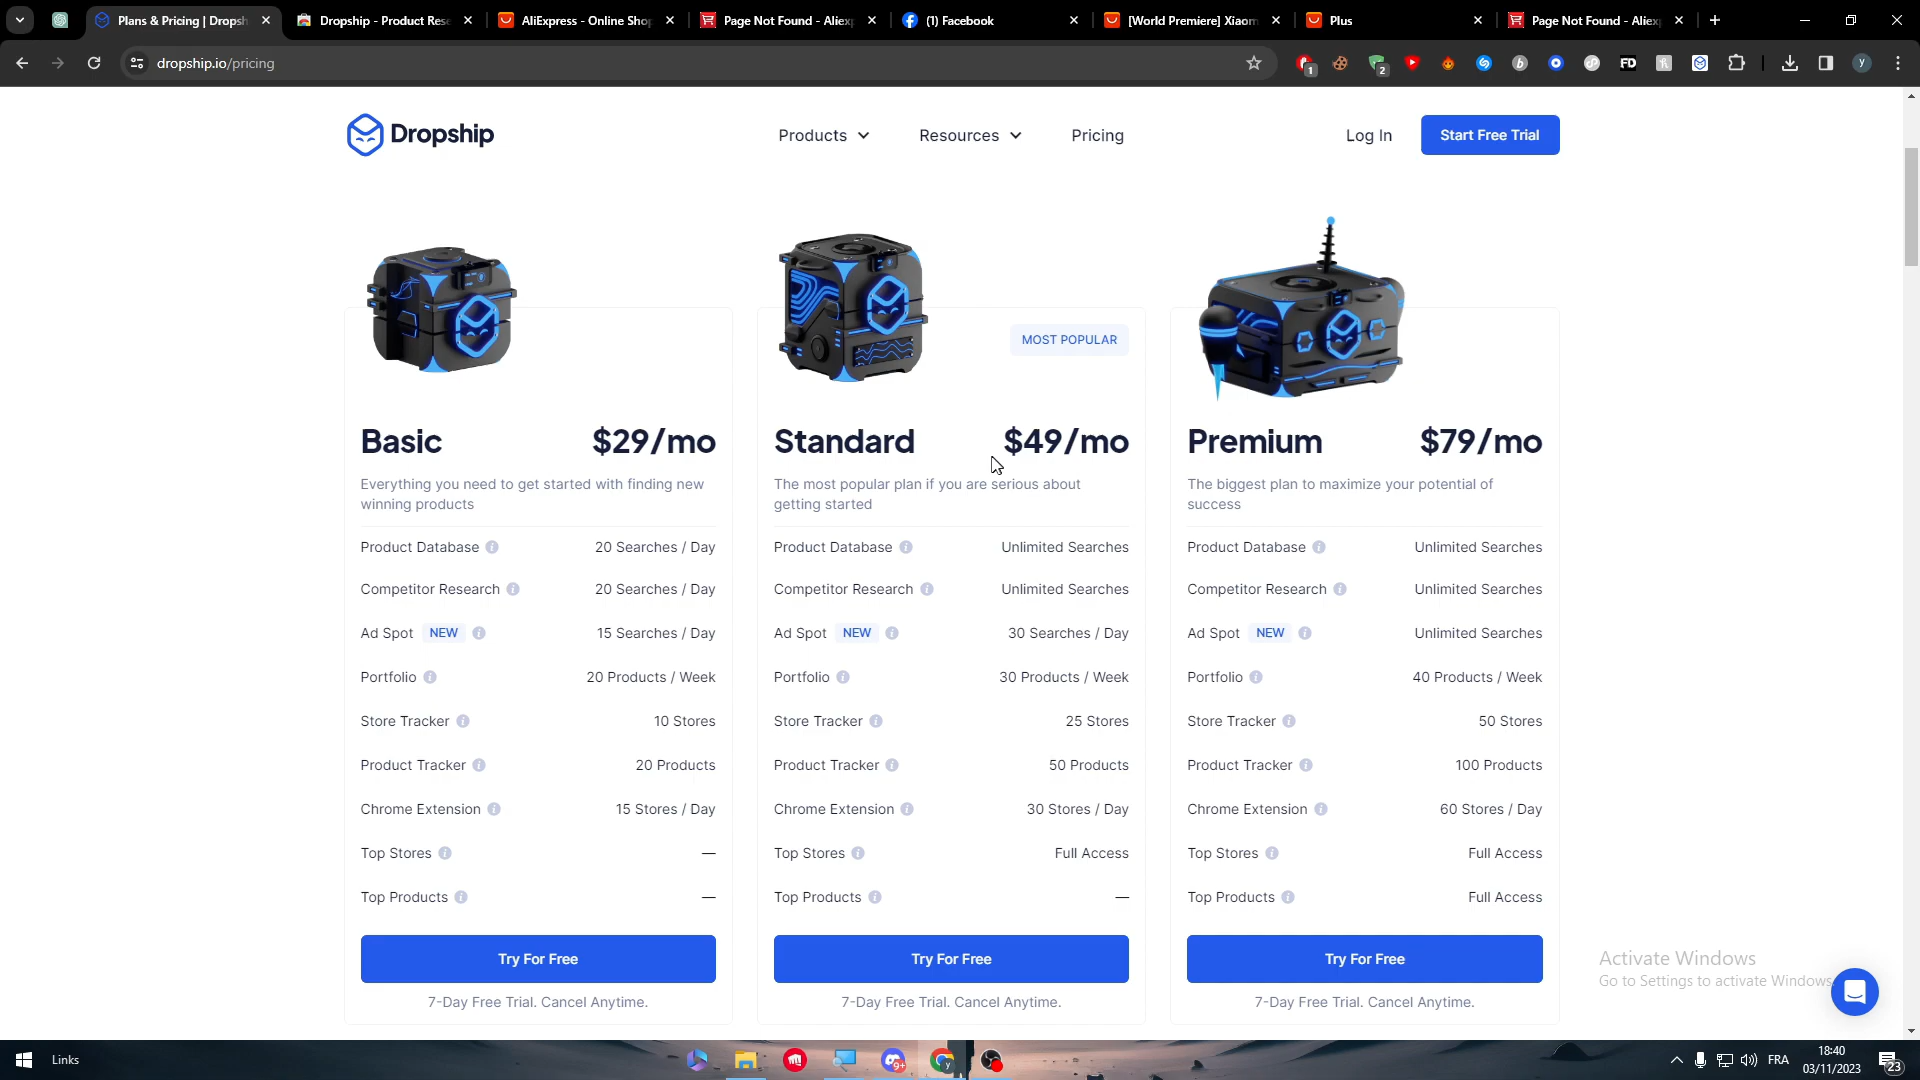 Plans & Pricing | Dropsh
Dropship - Product Rese
AliExpress - Online Shop
Page Not Found - Aliexp
(1) Facebook
[World Premiere] Xiaom
Plus
Page Not Found - Aliexp
dropship.io/pricing
1
2
FD
y
Dropship
Products
Resources
Pricing
Log In
Start Free Trial
MOST POPULAR
Basic $29/mo
Everything you need to get started with finding new
winning products
Product Database 20 Searches / Day
Competitor Research 20 Searches / Day
Ad Spot NEW 15 Searches / Day
Portfolio 20 Products / Week
Store Tracker 10 Stores
Product Tracker 20 Products
Chrome Extension 15 Stores / Day
Top Stores —
Top Products —
Try For Free
7-Day Free Trial. Cancel Anytime.
Standard $49/mo
The most popular plan if you are serious about
getting started
Product Database Unlimited Searches
Competitor Research Unlimited Searches
Ad Spot NEW 30 Searches / Day
Portfolio 30 Products / Week
Store Tracker 25 Stores
Product Tracker 50 Products
Chrome Extension 30 Stores / Day
Top Stores Full Access
Top Products —
Try For Free
7-Day Free Trial. Cancel Anytime.
Premium $79/mo
The biggest plan to maximize your potential of
success
Product Database Unlimited Searches
Competitor Research Unlimited Searches
Ad Spot NEW Unlimited Searches
Portfolio 40 Products / Week
Store Tracker 50 Stores
Product Tracker 100 Products
Chrome Extension 60 Stores / Day
Top Stores Full Access
Top Products Full Access
Try For Free
7-Day Free Trial. Cancel Anytime.
Activate Windows
Go to Settings to activate Windows
Links
9+
y
FRA
18:40
03/11/2023
23